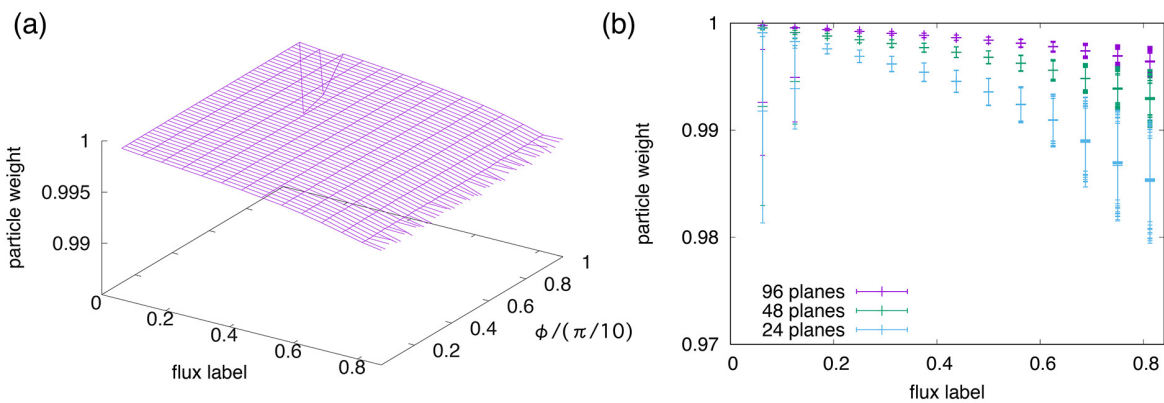 (a)
particle weight
1
0.995
0.99
0
0.2
0.4
0.6
0.8
flux label
0.2
0.4
0.6
0.8
1
ϕ/(π/10)
(b)
particle weight
1
0.99
0.98
0.97
96 planes
48 planes
24 planes
0
0.2
0.4
0.6
0.8
flux label